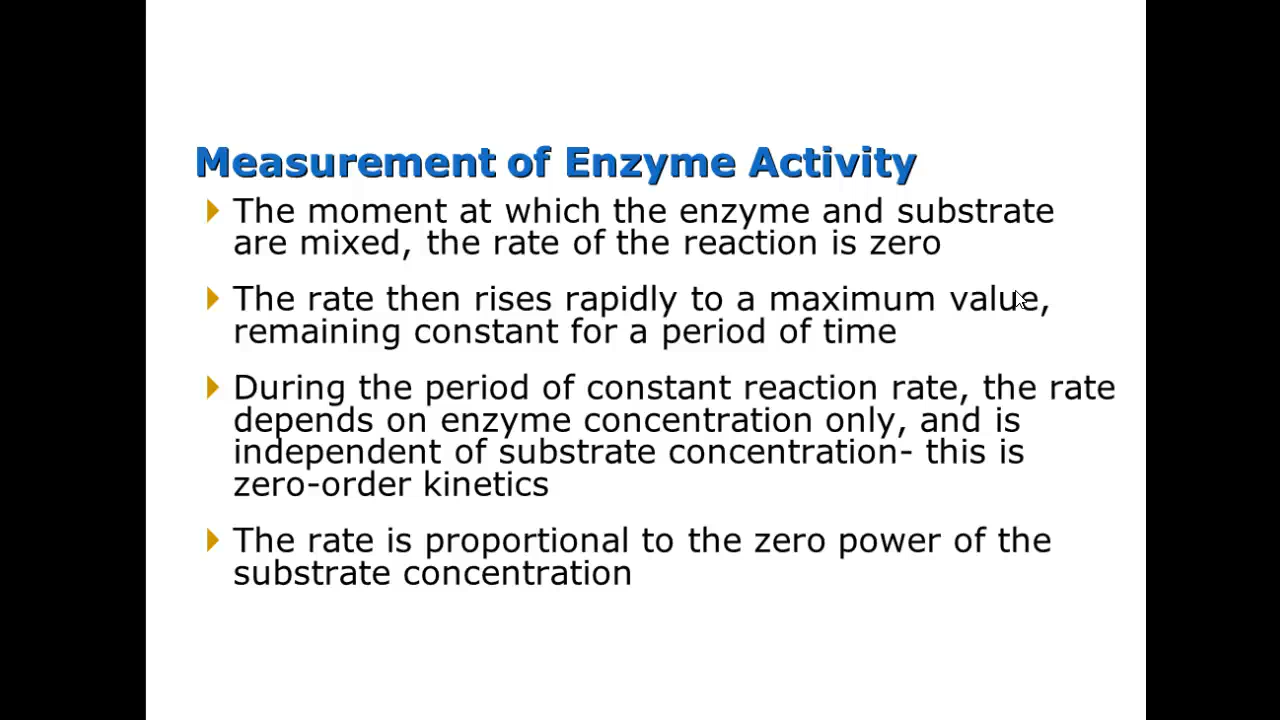 Measurement of Enzyme Activity
The moment at which the enzyme and substrate
are mixed, the rate of the reaction is zero
The rate then rises rapidly to a maximum value,
remaining constant for a period of time
During the period of constant reaction rate, the rate
depends on enzyme concentration only, and is
independent of substrate concentration- this is
zero-order kinetics
The rate is proportional to the zero power of the
substrate concentration